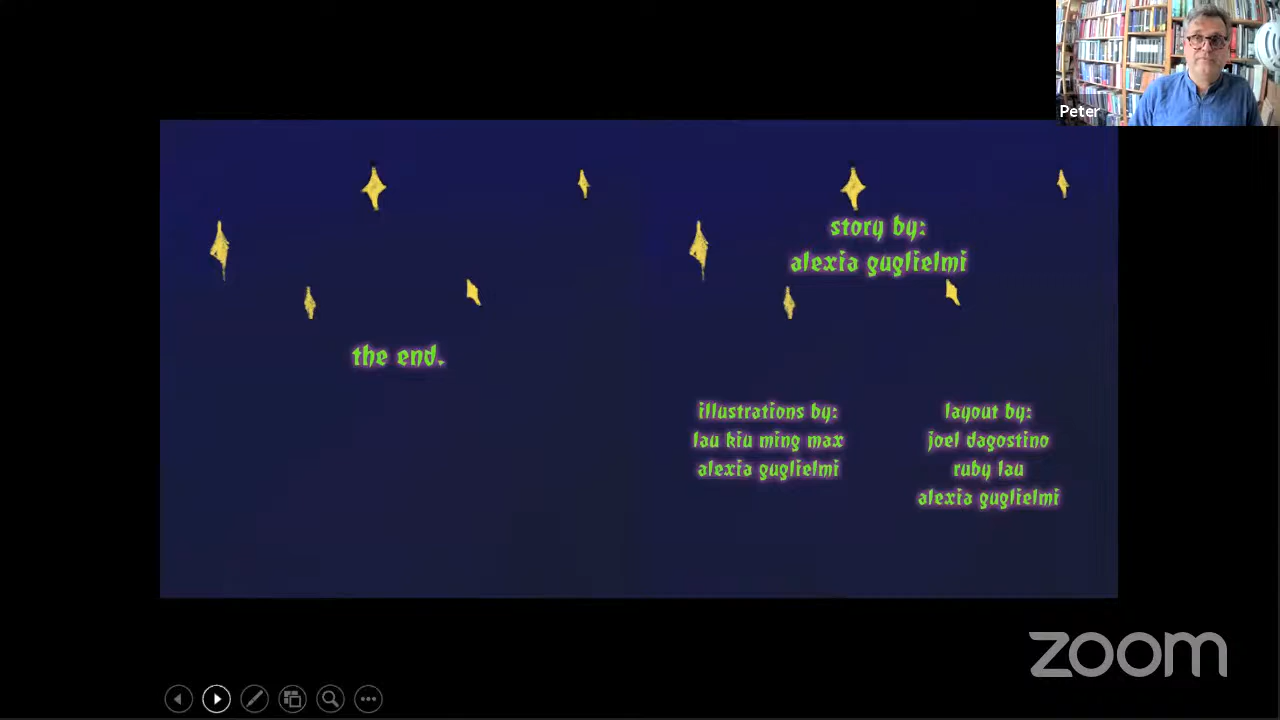 Peter
the end.
story by:
alexia guglielmi
illustrations by:
lau kiu ming max
alexia guglielmi
layout by:
joel dagostino
ruby lau
alexia guglielmi
zoom